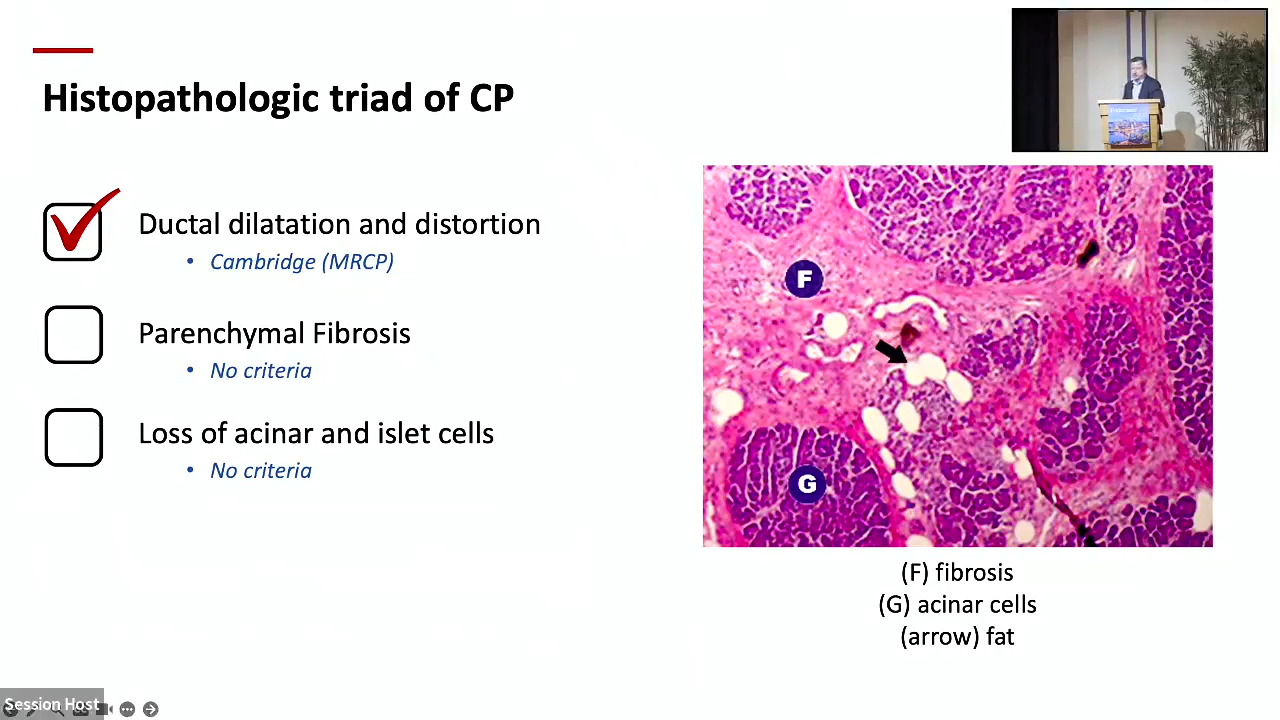 Histopathologic triad of CP
Ductal dilatation and distortion
• Cambridge (MRCP)
Parenchymal Fibrosis
• No criteria
Loss of acinar and islet cells
• No criteria
F
G
(F) fibrosis
(G) acinar cells
(arrow) fat
Session Host